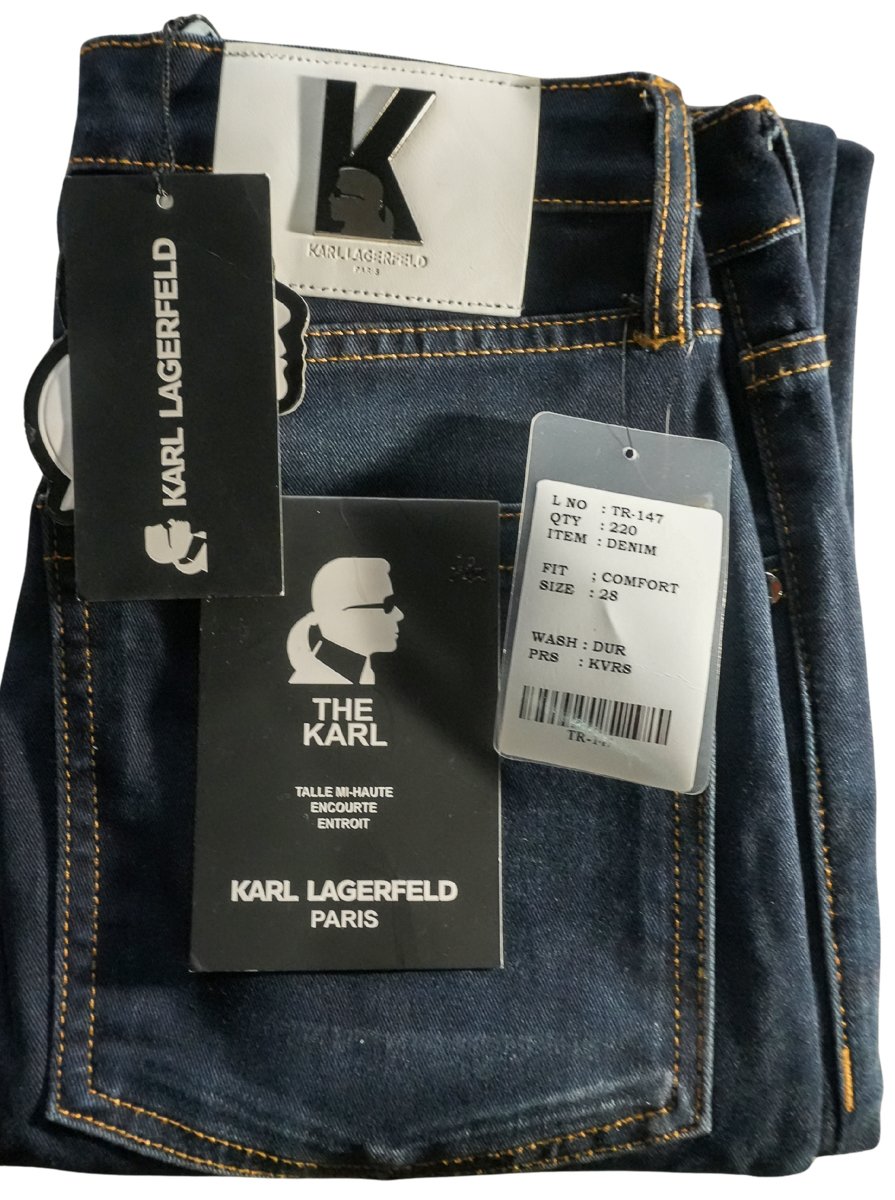 KARL LAGERFELD
PARIS
KARL LAGERFELD
THE
KARL
TALLE MI-HAUTE
ENCOURTE
ENTROIT
KARL LAGERFELD
PARIS
L NO : TR-147
QTY : 220
ITEM : DENIM
FIT ; COMFORT
SIZE : 28
WASH : DUR
PRS : KVRS